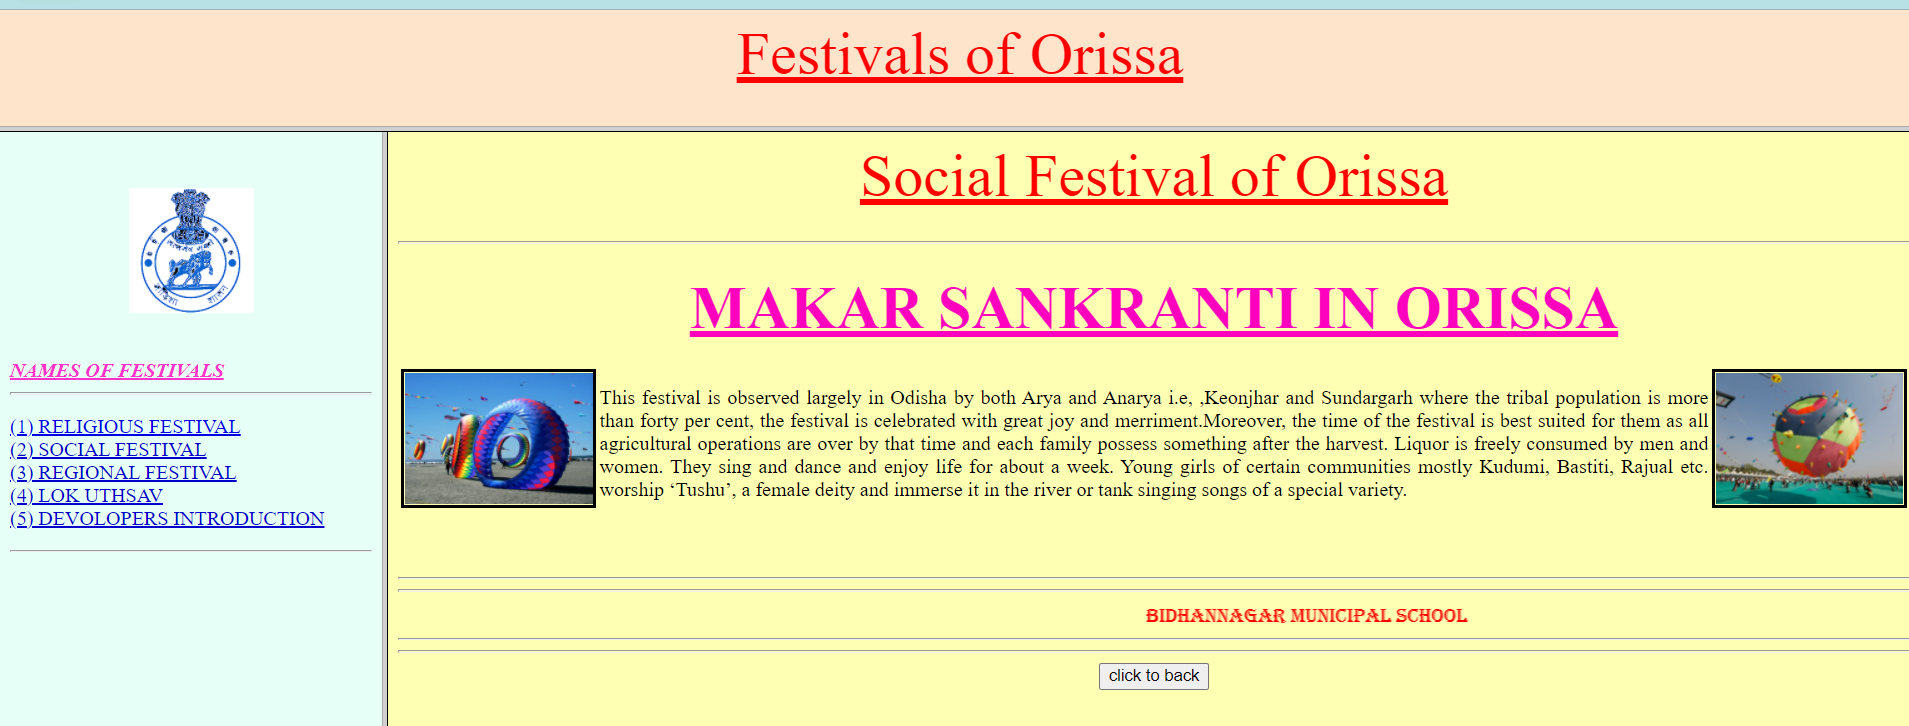 Festivals of Orissa
NAMES OF FESTIVALS
(1) RELIGIOUS FESTIVAL
(2) SOCIAL FESTIVAL
(3) REGIONAL FESTIVAL
(4) LOK UTHSAV
(5) DEVOLOPERS INTRODUCTION
Social Festival of Orissa
MAKAR SANKRANTI IN ORISSA
This festival is observed largely in Odisha by both Arya and Anarya i.e, ,Keonjhar and Sundargarh where the tribal population is more
than forty per cent, the festival is celebrated with great joy and merriment.Moreover, the time of the festival is best suited for them as all
agricultural operations are over by that time and each family possess something after the harvest. Liquor is freely consumed by men and
women. They sing and dance and enjoy life for about a week. Young girls of certain communities mostly Kudumi, Bastiti, Rajual etc.
worship ‘Tushu’, a female deity and immerse it in the river or tank singing songs of a special variety.
BIDHANNAGAR MUNICIPAL SCHOOL
click to back